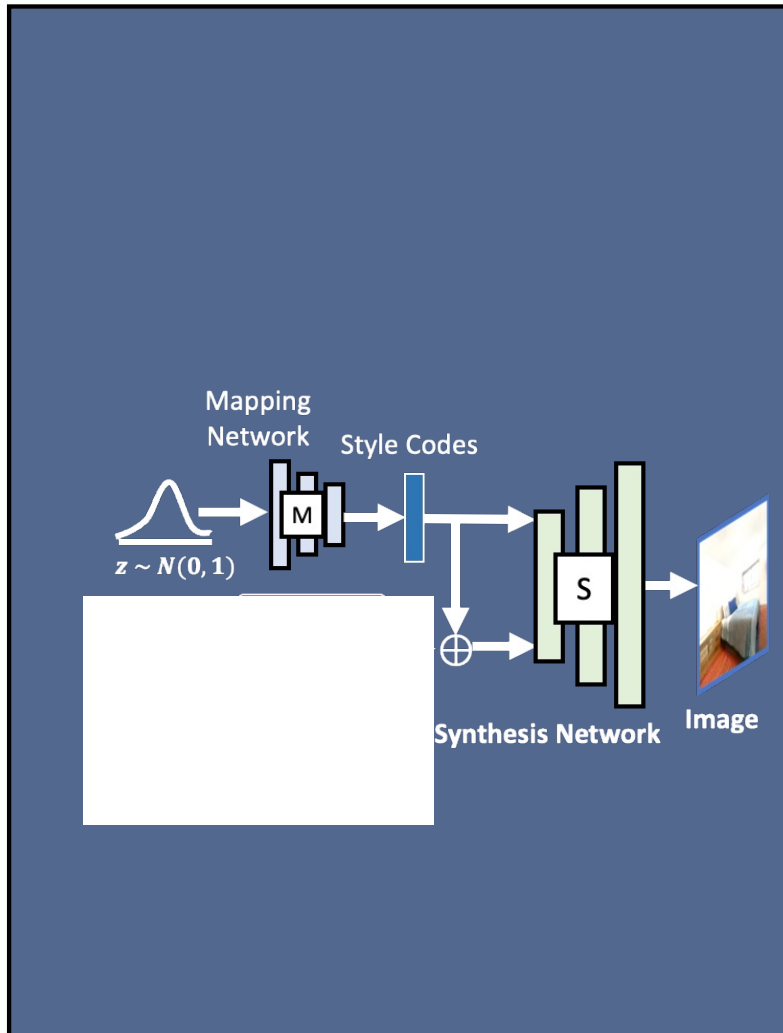 Mapping
Network
Style Codes
M
z ~ N(0, 1)
S
Synthesis Network
Image